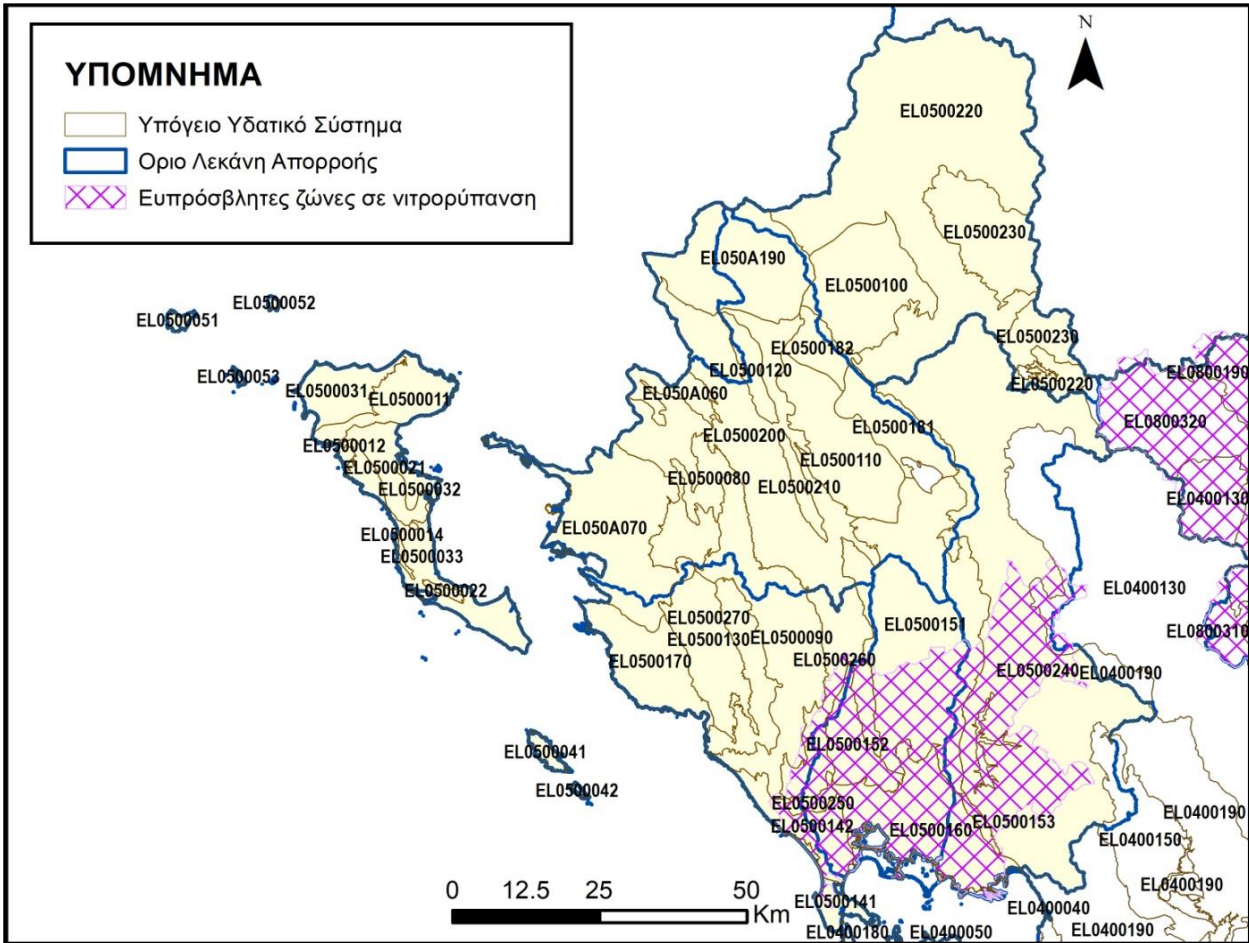 ΥΠΟΜΝΗΜΑ
Υπόγειο Υδατικό Σύστημα
Οριο Λεκάνη Απορροής
Ευπρόσβλητες ζώνες σε νιτρορύπανση
N
EL0500220
EL0500230
EL050A190
EL0500100
EL0500052
EL0500051
EL0500230
EL0500182
EL0500120
EL0500053
EL0500220
EL0800190
EL0500031
EL0500011
EL050A060
EL0800320
EL0500181
EL0500200
EL0500012
EL0500110
EL0500021
EL0500080
EL0500210
EL0500032
EL0400130
EL050A070
EL0500014
EL0500033
EL0500022
EL0400130
EL0500270
EL0500151
EL0800310
EL0500130
EL0500090
EL0500170
EL0500260
EL0500240
EL0400190
EL0500152
EL0500041
EL0500042
EL0500250
EL0400190
EL0500142
EL0500160
EL0500153
EL0400150
EL0400190
0 12.5 25 50
Km
EL0500141
EL0400040
EL0400180
EL0400050
EL0400190